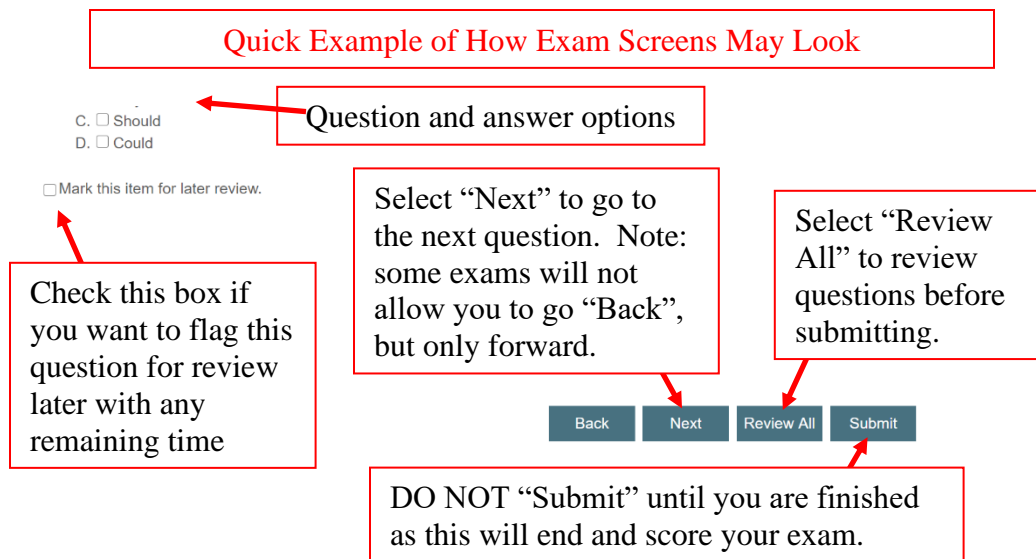 Quick Example of How Exam Screens May Look
Question and answer options
C. Should
D. Could
Mark this item for later review.
Check this box if
you want to flag this
question for review
later with any
remaining time
Select “Next” to go to
the next question.  Note:
some exams will not
allow you to go “Back”,
but only forward.
Select “Review
All” to review
questions before
submitting.
Back Next Review All Submit
DO NOT “Submit” until you are finished
as this will end and score your exam.